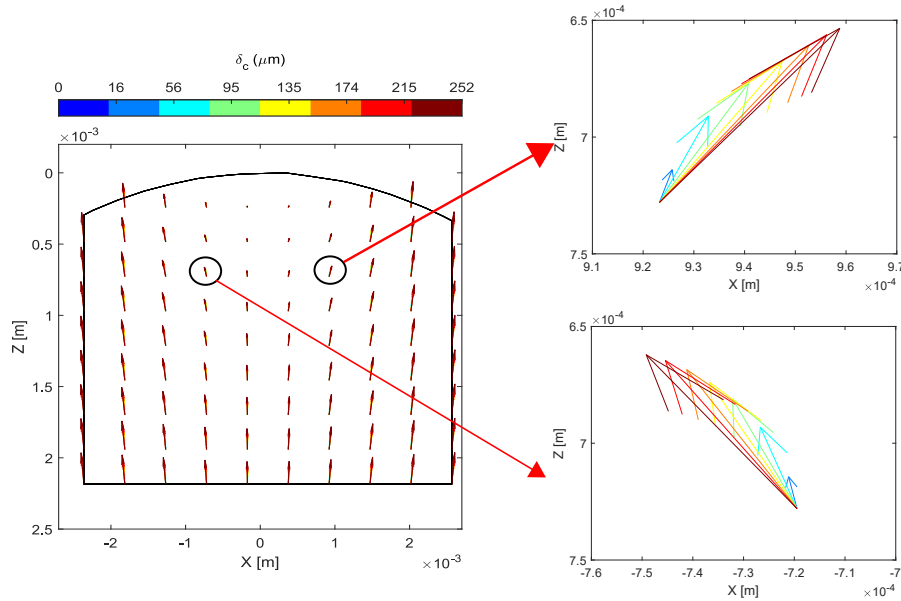 δc (μm)
0 16 56 95 135 174 215 252
×10⁻³
0
0.5
1
1.5
2
2.5
Z [m]
-2 -1 0 1 2
X [m]
×10⁻³
×10⁻⁴
6.5
7
7.5
Z [m]
9.1 9.2 9.3 9.4 9.5 9.6 9.7
X [m]
×10⁻⁴
×10⁻⁴
6.5
7
7.5
Z [m]
-7.6 -7.5 -7.4 -7.3 -7.2 -7.1 -7
X [m]
×10⁻⁴